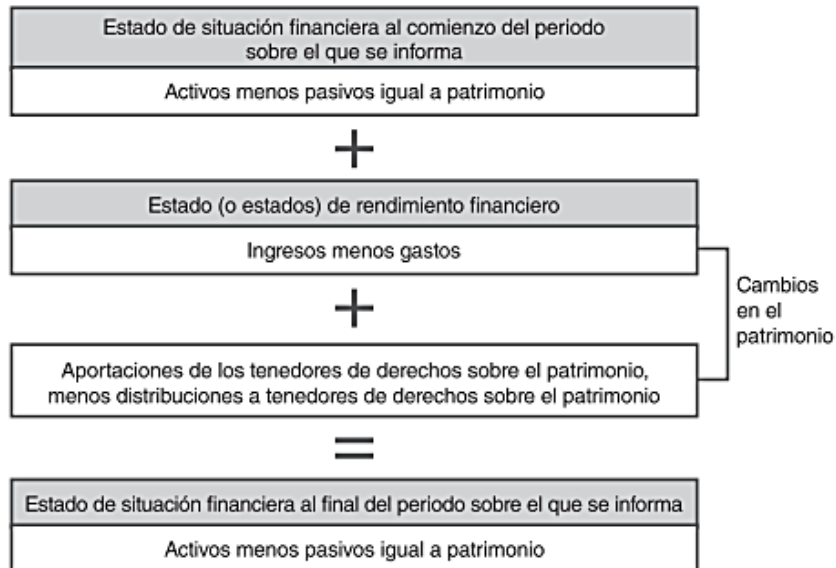 Estado de situación financiera al comienzo del periodo
sobre el que se informa
Activos menos pasivos igual a patrimonio
+
Estado (o estados) de rendimiento financiero
Ingresos menos gastos
+
Cambios
en el
patrimonio
Aportaciones de los tenedores de derechos sobre el patrimonio,
menos distribuciones a tenedores de derechos sobre el patrimonio
=
Estado de situación financiera al final del periodo sobre el que se informa
Activos menos pasivos igual a patrimonio